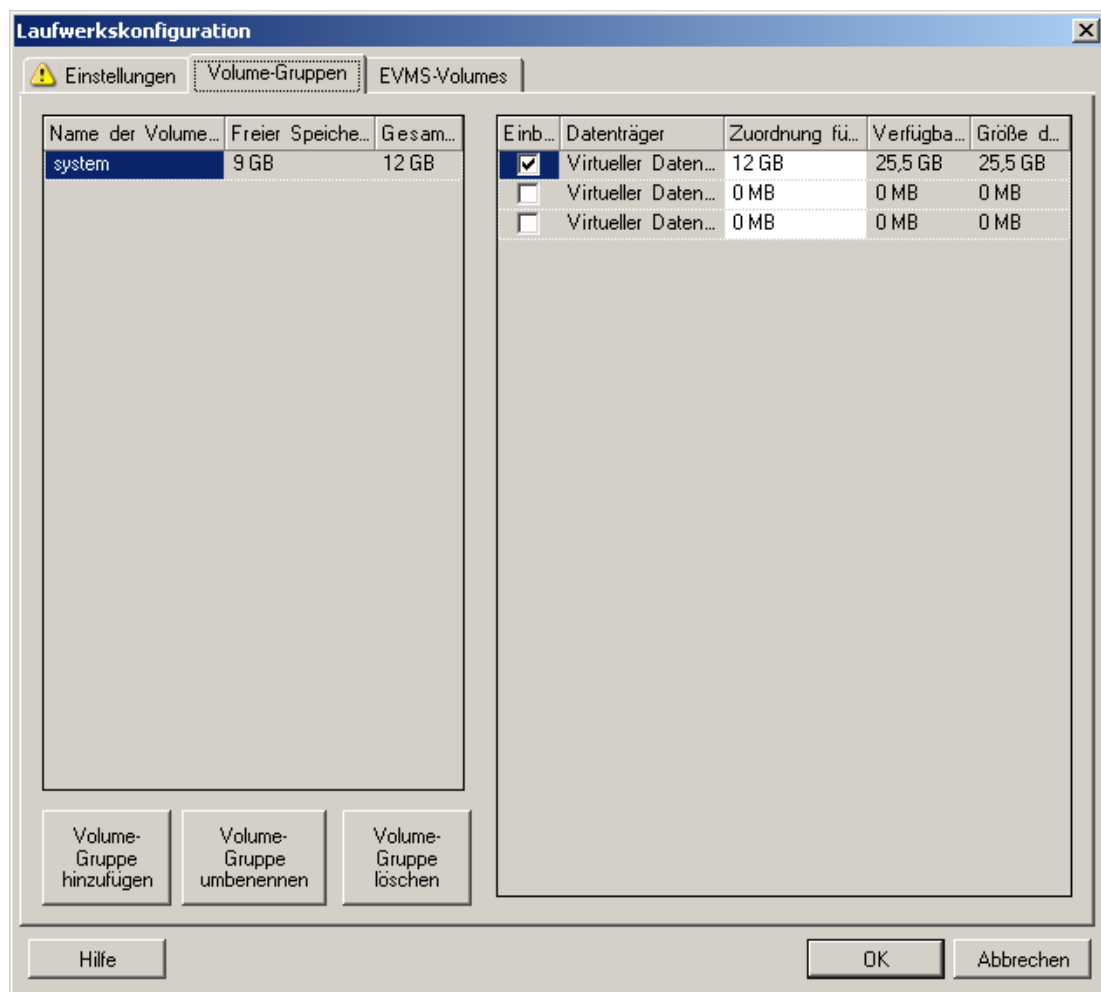 Laufwerkskonfiguration
Einstellungen Volume-Gruppen EVMS-Volumes
Name der Volume... Freier Speiche... Gesam...
system 9 GB 12 GB
Einb... Datenträger Zuordnung fü... Verfügba... Größe d...
Virtueller Daten... 12 GB 25,5 GB 25,5 GB
Virtueller Daten... 0 MB 0 MB 0 MB
Virtueller Daten... 0 MB 0 MB 0 MB
Volume-
Gruppe
hinzufügen
Volume-
Gruppe
umbenennen
Volume-
Gruppe
löschen
Hilfe OK Abbrechen